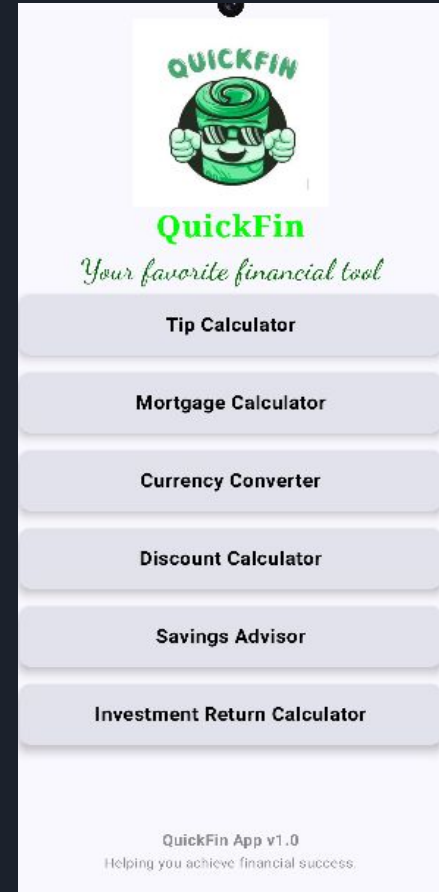 QUICKFIN
QuickFin
Your favorite financial tool
Tip Calculator
Mortgage Calculator
Currency Converter
Discount Calculator
Savings Advisor
Investment Return Calculator
QuickFin App v1.0
Helping you achieve financial success.